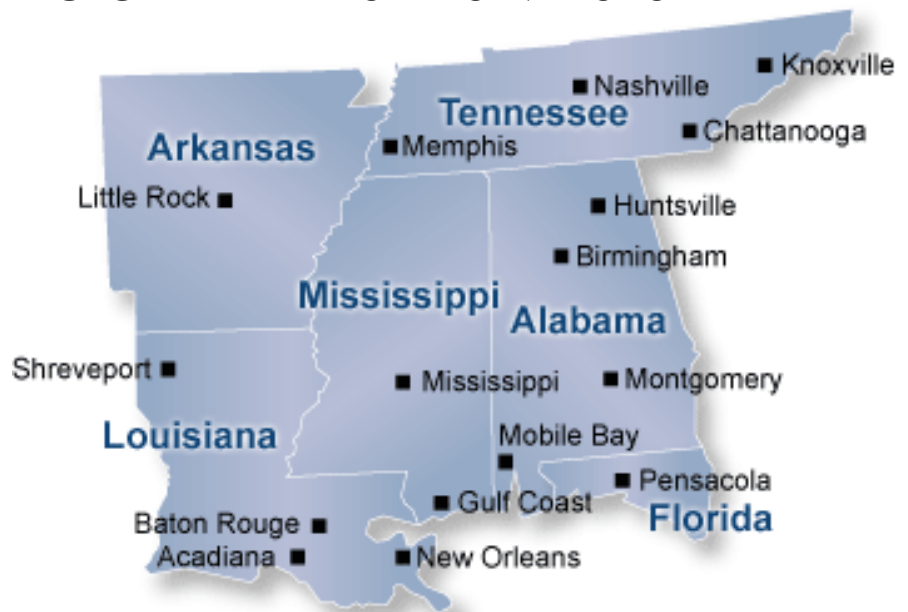 Knoxville
Nashville
Tennessee
Chattanooga
Memphis
Arkansas
Little Rock
Huntsville
Birmingham
Mississippi
Alabama
Shreveport
Mississippi
Montgomery
Louisiana
Mobile Bay
Pensacola
Gulf Coast
Florida
Baton Rouge
Acadiana
New Orleans